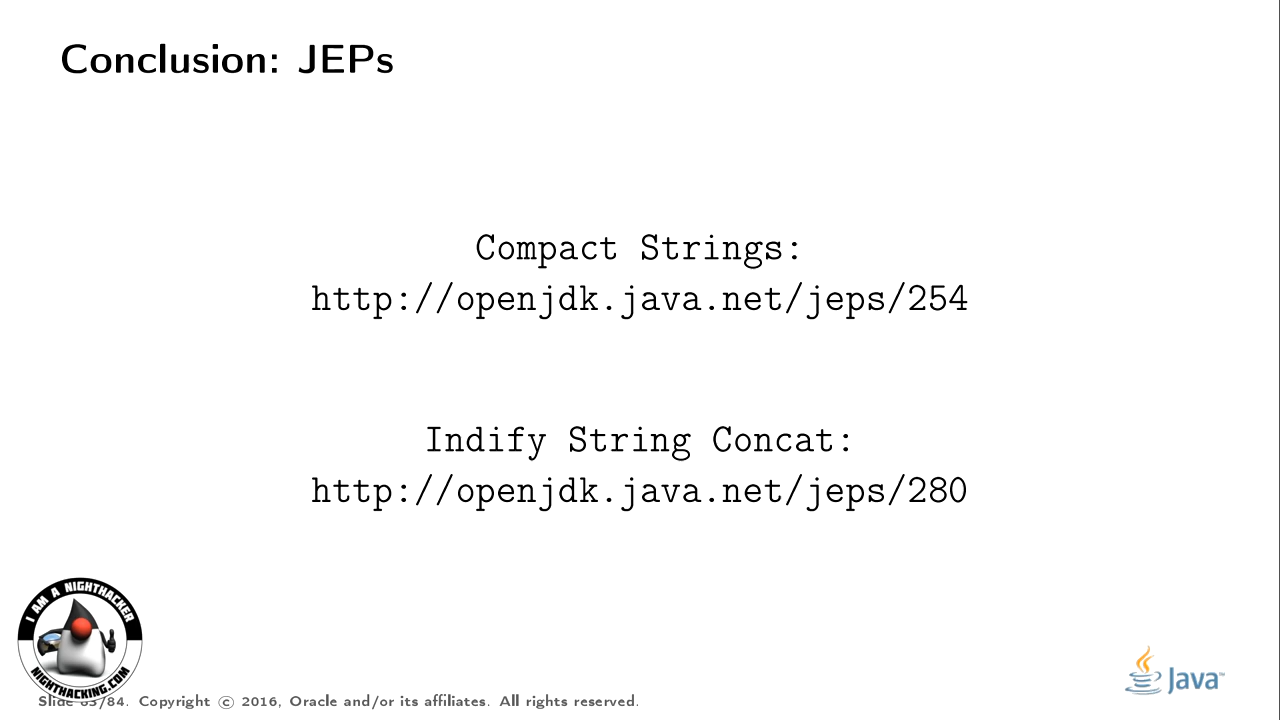 Conclusion: JEPs
Compact Strings:
http://openjdk.java.net/jeps/254
Indify String Concat:
http://openjdk.java.net/jeps/280
I AM A NIGHTHACKER
NIGHTHACKING.COM
Java™
Slide 83/84. Copyright © 2016, Oracle and/or its affiliates. All rights reserved.